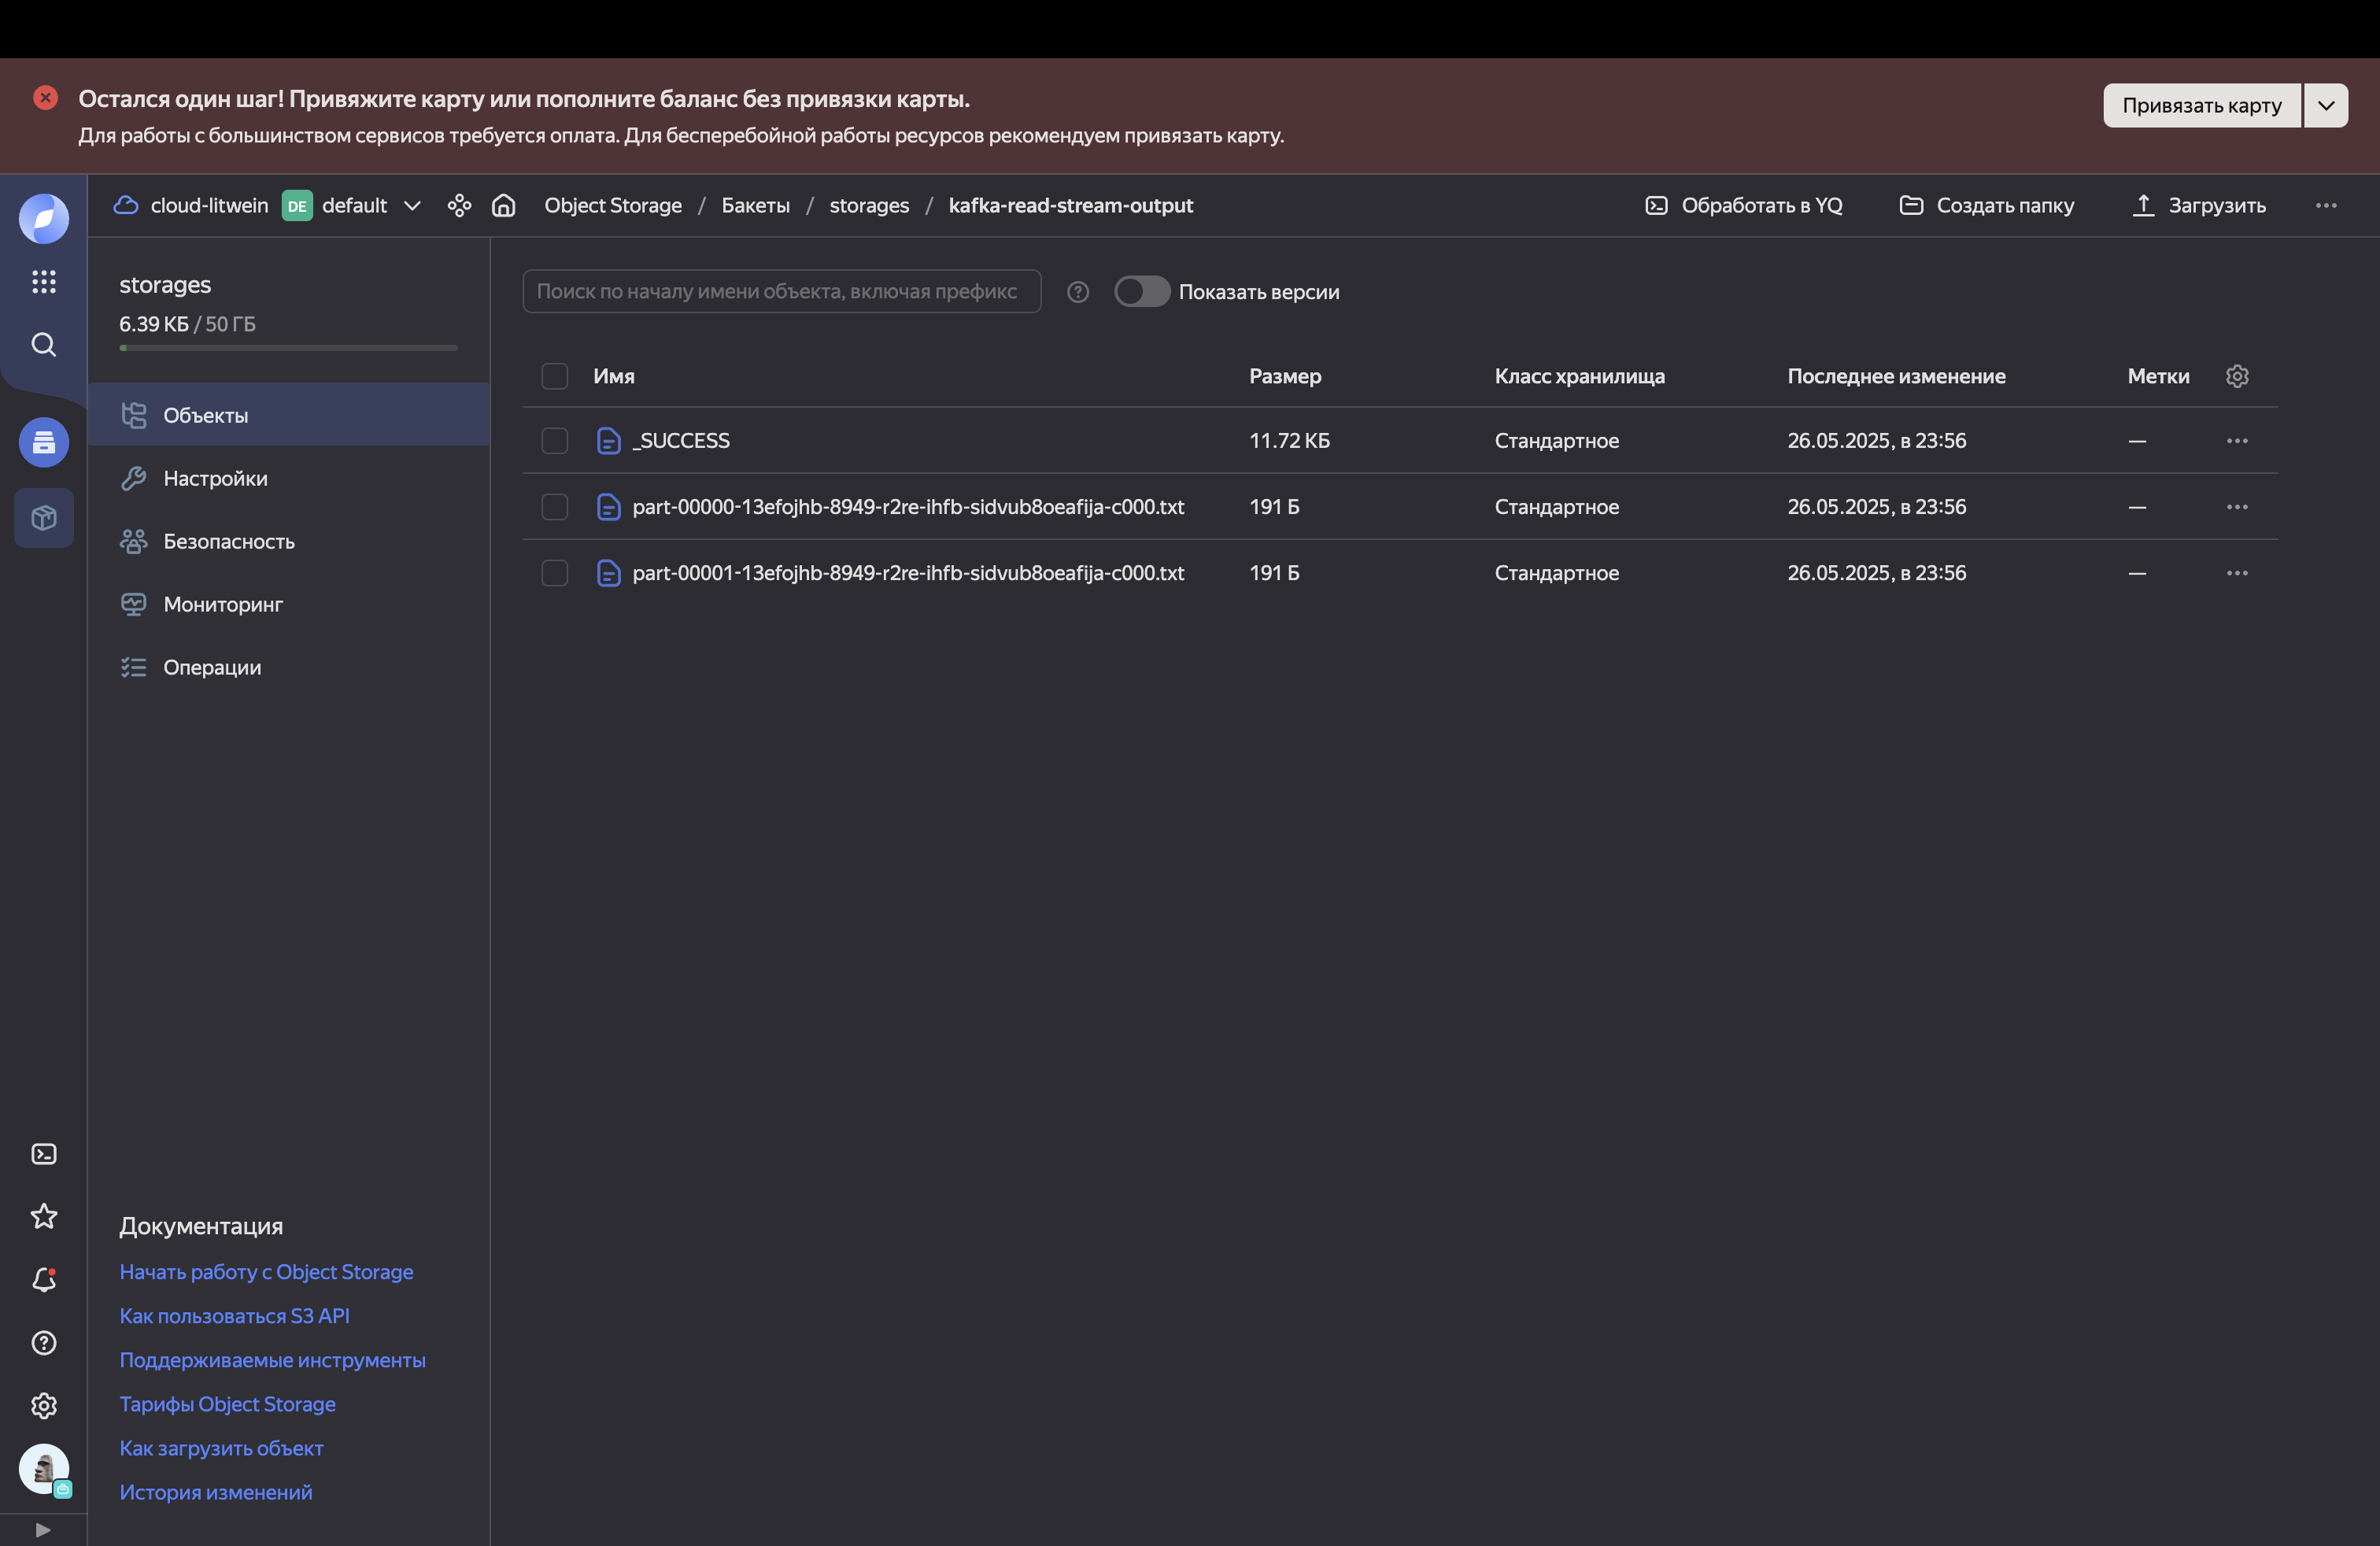 Остался один шаг! Привяжите карту или пополните баланс без привязки карты.
Для работы с большинством сервисов требуется оплата. Для бесперебойной работы ресурсов рекомендуем привязать карту.
Привязать карту
cloud-litwein DE default Object Storage / Бакеты / storages / kafka-read-stream-output
Обработать в YQ Создать папку Загрузить
storages
6.39 КБ / 50 ГБ
Объекты
Настройки
Безопасность
Мониторинг
Операции
Поиск по началу имени объекта, включая префикс
Показать версии
Имя Размер Класс хранилища Последнее изменение Метки
_SUCCESS 11.72 КБ Стандартное 26.05.2025, в 23:56 —
part-00000-13efojhb-8949-r2re-ihfb-sidvub8oeafija-c000.txt 191 Б Стандартное 26.05.2025, в 23:56 —
part-00001-13efojhb-8949-r2re-ihfb-sidvub8oeafija-c000.txt 191 Б Стандартное 26.05.2025, в 23:56 —
Документация
Начать работу с Object Storage
Как пользоваться S3 API
Поддерживаемые инструменты
Тарифы Object Storage
Как загрузить объект
История изменений